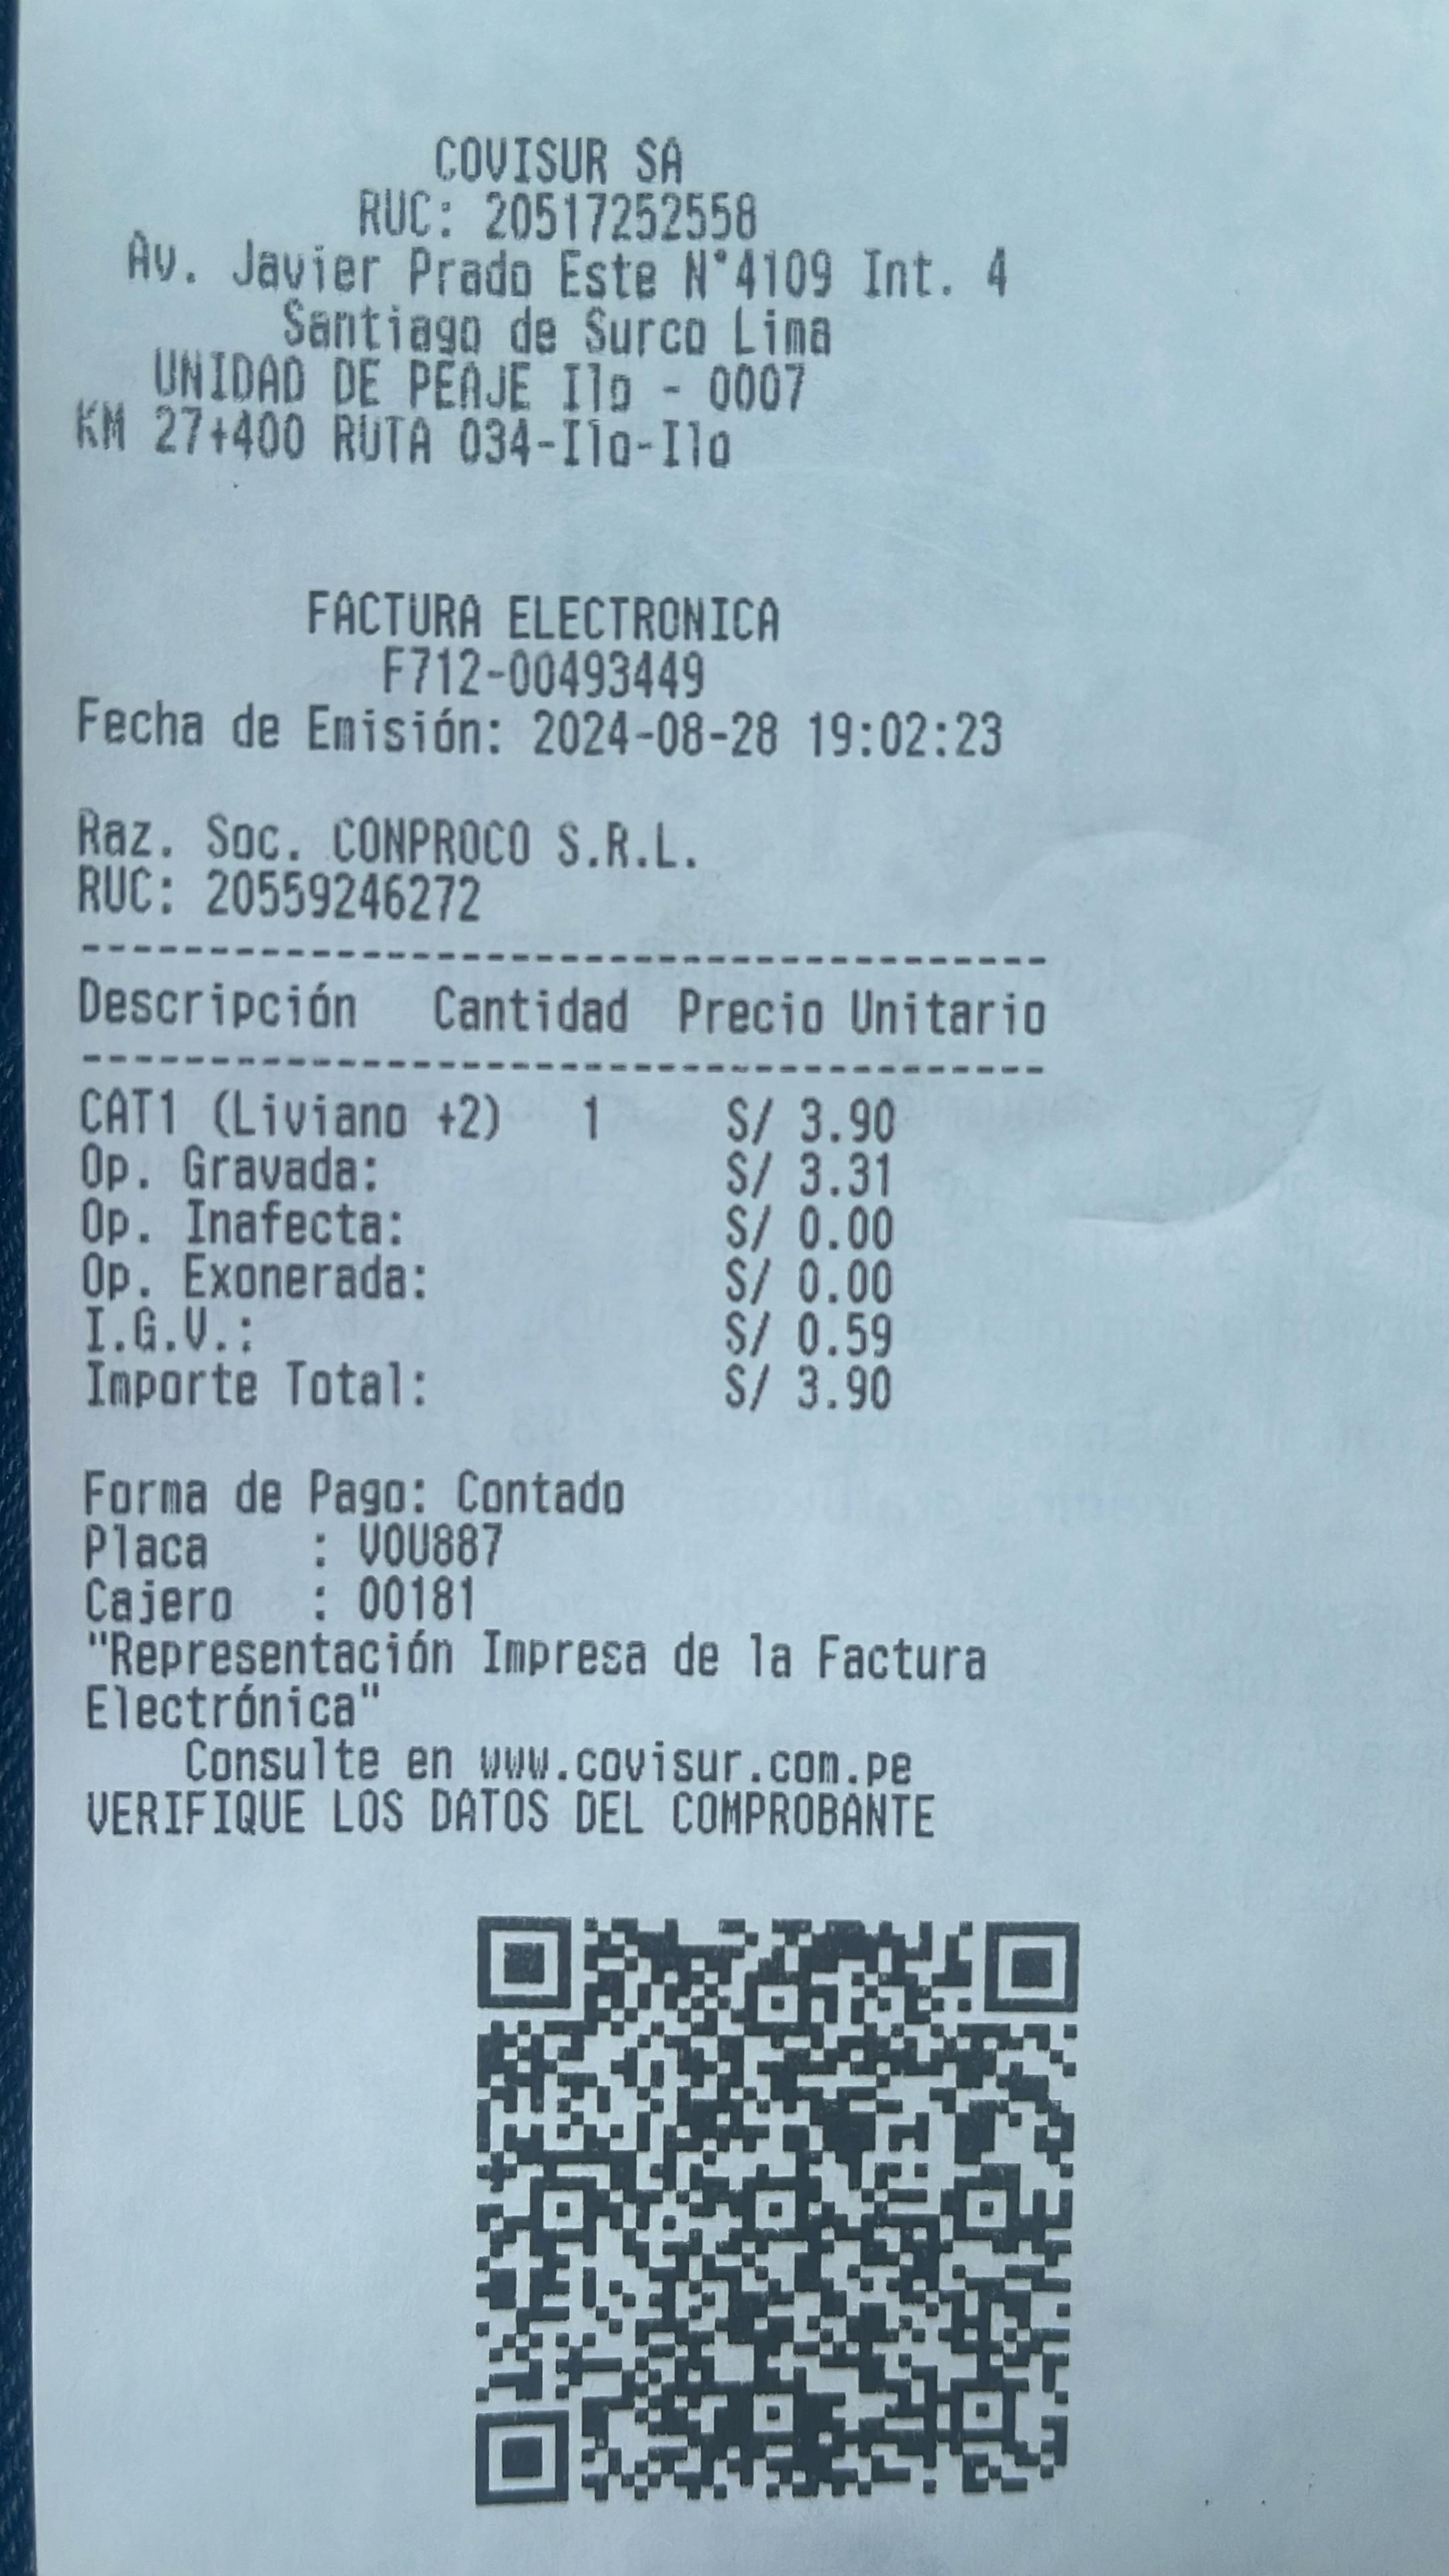 COVISUR SA
RUC: 20517252558
Av. Javier Prado Este N°4109 Int. 4
Santiago de Surco Lima
UNIDAD DE PEAJE Ilo - 0007
KM 27+400 RUTA 034-Ilo-Ilo
FACTURA ELECTRONICA
F712-00493449
Fecha de Emisión: 2024-08-28 19:02:23
Raz. Soc. CONPROCO S.R.L.
RUC: 20559246272
------------------------------------
Descripción Cantidad Precio Unitario
------------------------------------
CAT1 (Liviano +2) 1 S/ 3.90
Op. Gravada: S/ 3.31
Op. Inafecta: S/ 0.00
Op. Exonerada: S/ 0.00
I.G.V.: S/ 0.59
Importe Total: S/ 3.90
Forma de Pago: Contado
Placa : VOU887
Cajero : 00181
"Representación Impresa de la Factura
Electrónica"
Consulte en www.covisur.com.pe
VERIFIQUE LOS DATOS DEL COMPROBANTE